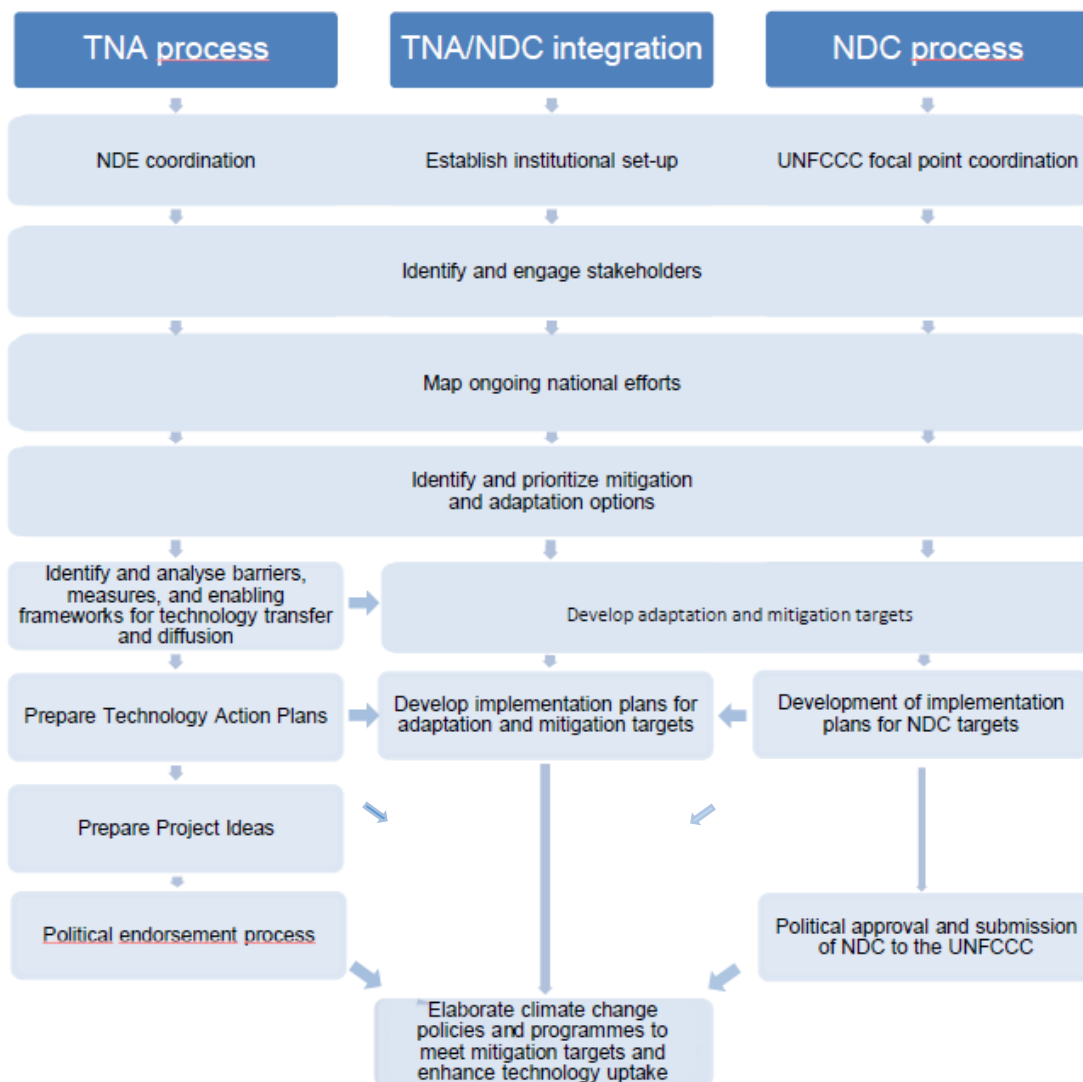 TNA process
TNA/NDC integration
NDC process
NDE coordination
Establish institutional set-up
UNFCCC focal point coordination
Identify and engage stakeholders
Map ongoing national efforts
Identify and prioritize mitigation
and adaptation options
Identify and analyse barriers,
measures, and enabling
frameworks for technology transfer
and diffusion
Develop adaptation and mitigation targets
Prepare Technology Action Plans
Develop implementation plans for
adaptation and mitigation targets
Development of implementation
plans for NDC targets
Prepare Project Ideas
Political endorsement process
Political approval and submission
of NDC to the UNFCCC
Elaborate climate change
policies and programmes to
meet mitigation targets and
enhance technology uptake